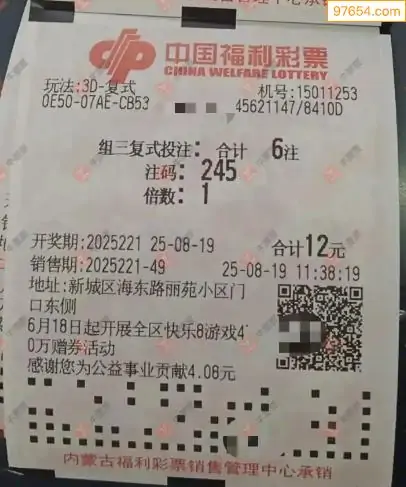 97654.com
中国福利彩票
CHINA WELFARE LOTTERY
玩法:3D-复式 机号:15011253
0E50-07AE-CB53 45621147/8410D
组三复式投注: 合计 6注
注码: 245
倍数: 1
开奖期:2025221 25-08-19 合计12元
销售期:2025221-49 25-08-19 11:38:19
地址:新城区海东路丽苑小区门
口东侧
6月18日起开展全区快乐8游戏4
0万赠券活动
感谢您为公益事业贡献4.08元
内蒙古福利彩票销售管理中心承销